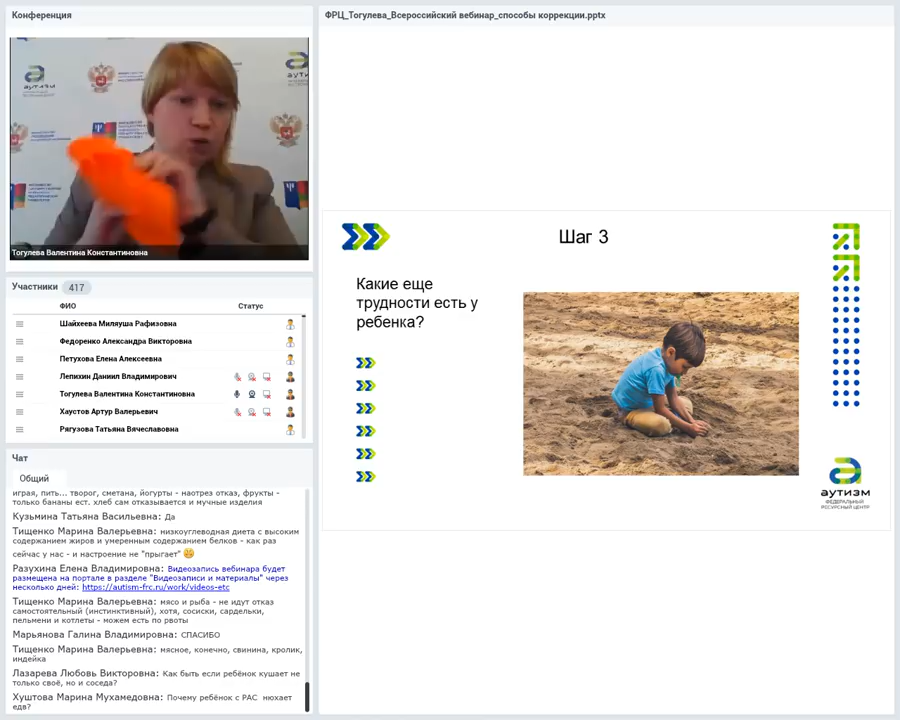 Конференция
ФРЦ_Тогулева_Всероссийский вебинар_способы коррекции.pptx
аутизм
аути
Тогулева Валентина Константиновна
Участники 417
ФИО Статус
Шайхеева Миляуша Рафизовна
Федоренко Александра Викторовна
Петухова Елена Алексеевна
Лепихин Даниил Владимирович
Тогулева Валентина Константиновна
Хаустов Артур Валерьевич
Рягузова Татьяна Вячеславовна
Чат
Общий
играя, пить... творог, сметана, йогурты - наотрез отказ, фрукты -
только бананы ест. хлеб сам отказывается и мучные изделия
Кузьмина Татьяна Васильевна: Да
Тищенко Марина Валерьевна: низкоуглеводная диета с высоким
содержанием жиров и умеренным содержанием белков - как раз
сейчас у нас - и настроение не "прыгает"
Разухина Елена Владимировна: Видеозапись вебинара будет
размещена на портале в разделе "Видеозаписи и материалы" через
несколько дней: https://autism-frc.ru/work/videos-etc
Тищенко Марина Валерьевна: мясо и рыба - не идут отказ
самостоятельный (инстинктивный), хотя, сосиски, сардельки,
пельмени и котлеты - можем есть по рвоты
Марьянова Галина Владимировна: СПАСИБО
Тищенко Марина Валерьевна: мясное, конечно, свинина, кролик,
индейка
Лазарева Любовь Викторовна: Как быть если ребёнок кушает не
только своё, но и соседа?
Хуштова Марина Мухамедовна: Почему ребёнок с РАС нюхает
едв?
Шаг 3
Какие еще
трудности есть у
ребенка?
аутизм
ФЕДЕРАЛЬНЫЙ
РЕСУРСНЫЙ ЦЕНТР